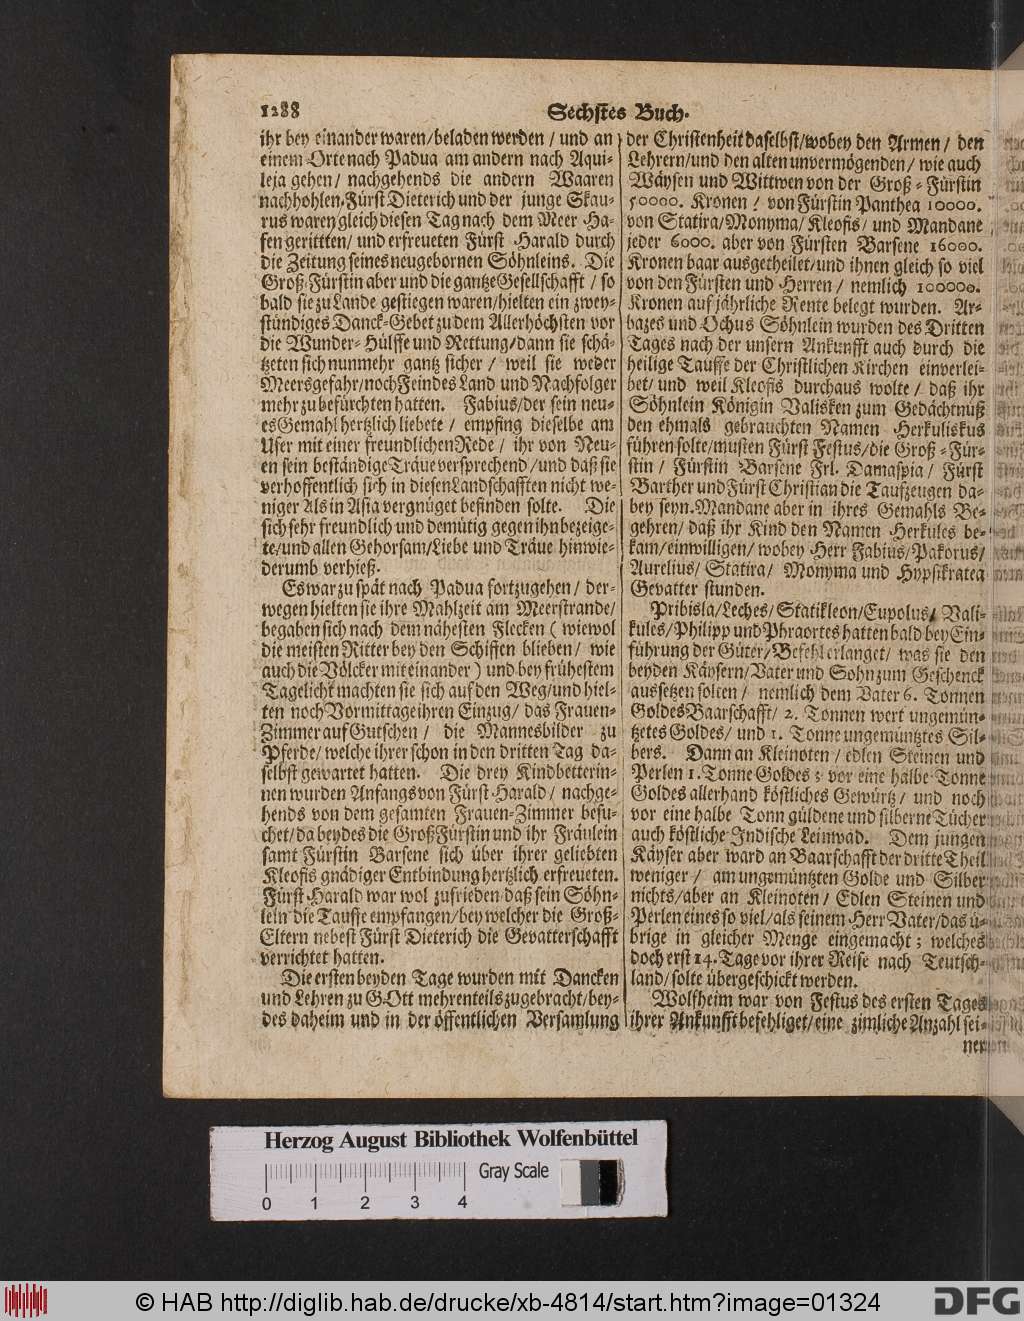 1288
Sechstes Buch.
ihr bey einander waren/beladen werden / und an
einem Orte nach Padua am andern nach Aqui-
leja gehen / nachgehends die andern Waaren
nachhohlen. Fürst Dieterich und der junge Skau-
rus waren gleich diesen Tag nach dem Meer Ha-
fen gerittten/ und erfreueten Fürst Harald durch
die Zeitung seines neugebornen Söhnleins. Die
Groß-Fürstin aber und die gantze Gesellschafft / so
bald sie zu Lande gestiegen waren/hielten ein zwey-
stündiges Danck-Gebet zu dem Allerhöchsten vor
die Wunder-Hülffe und Rettung/dann sie schä-
tzeten sich nunmehr gantz sicher / weil sie weder
Meersgefahr/noch Feindes Land und Nachfolger
mehr zu befürchten hatten. Fabius/der sein neu-
es Gemahl hertzlich liebete / empfing dieselbe am
Ufer mit einer freundlichen Rede / ihr von Neu-
en sein beständige Träue versprechend/und daß sie
verhoffentlich sich in diesen Landschafften nicht we-
niger als in Asia vergnüget befinden solte. Die
sich sehr freundlich und demütig gegen ihn bezeige-
te/und allen Gehorsam/Liebe und Träue hinwie-
derumb verhieß.
Es war zu spät nach Padua fortzugehen / der-
wegen hielten sie ihre Mahlzeit am Meerstrande/
begaben sich nach dem nähesten Flecken ( wiewol
die meisten Ritter bey den Schiffen blieben / wie
auch die Völcker mit einander ) und bey frühestem
Tagelicht machten sie sich auf den Weg/und hiel-
ten noch Vormittage ihren Einzug/ das Frauen-
Zimmer auf Gutschen / die Mannesbilder zu
Pferde/welche ihrer schon in den dritten Tag da-
selbst gewartet hatten. Die drey Kindbetterin-
nen wurden Anfangs von Fürst Harald/ nachge-
hends von dem gesamten Frauen-Zimmer besu-
chet/da beydes die Groß Fürstin und ihr Fräulein
samt Fürstin Barsene sich über ihrer geliebten
Kleofis gnädiger Entbindung hertzlich erfreueten.
Fürst Harald war wol zufrieden/daß sein Söhn-
lein die Tauffe empfangen/bey welcher die Groß-
Eltern nebest Fürst Dieterich die Gevatterschafft
verrichtet hatten.
Die ersten beyden Tage wurden mit Dancken
und Lehren zu GOtt mehrenteils zugebracht/bey-
des daheim und in der öffentlichen Versamlung
der Christenheit daselbst/wobey den Armen / den
Lehrern/und den alten unvermögenden/ wie auch
Wäysen und Wittwen von der Groß-Fürstin
50000. Kronen / von Fürstin Panthea 10000.
von Statira/Monyma/ Kleofis/ und Mandane
jeder 6000. aber von Fürsten Barsene 16000.
Kronen baar ausgetheilet/und ihnen gleich so viel
von den Fürsten und Herren / nemlich 100000.
Kronen auf jährliche Rente belegt wurden. Ar-
bazes und Ochus Söhnlein wurden des Dritten
Tages nach der unsern Ankunfft auch durch die
heilige Tauffe der Christlichen Kirchen einverlei-
bet/ und weil Kleofis durchaus wolte / daß ihr
Söhnlein Königin Valisken zum Gedächtnüß
den ehmals gebrauchten Namen Herkuliskus
führen solte/musten Fürst Festus/die Groß-Für-
stin / Fürstin Barsene Frl. Damaspia / Fürst
Barther und Fürst Christian die Taufzeugen da-
bey seyn. Mandane aber in ihres Gemahls Be-
gehren/ daß ihr Kind den Namen Herkules be-
kam/einwilligen/ wobey Herr Fabius/Pakorus/
Aurelius/ Statira/ Monyma und Hypsikratea
Gevatter stunden.
Pribisla/Leches/Statikleon/Eupolus/ Vali-
kules/Philipp und Phraortes hatten bald bey Ein-
führung der Güter/Befehl erlanget/ was sie den
beyden Käysern/Vater und Sohn zum Geschenck
aussetzen solten / nemlich dem Vater 6. Tonnen
Goldes Baarschafft/ 2. Tonnen wert ungemün-
tzetes Goldes/ und 1. Tonne ungemüntztes Sil-
bers. Dann an Kleinoten / edlen Steinen und
Perlen 1. Tonne Goldes; vor eine halbe Tonne
Goldes allerhand köstliches Gewürtz/ und noch
vor eine halbe Tonn güldene und silberne Tücher
auch köstliche Indische Leinwad. Dem jungen
Käyser aber ward an Baarschafft der dritte Theil
weniger / am ungemüntzten Golde und Silber
nichts/aber an Kleinoten/ Edlen Steinen und
Perlen eines so viel/als seinem Herr Vater/das ü-
brige in gleicher Menge eingemacht; welches
doch erst 14. Tage vor ihrer Reise nach Teutsch-
land/solte übergeschickt werden.
Wolfheim war von Festus des ersten Tages
ihrer Ankunfft befehliget/eine zimliche Anzahl sei-
ner
Herzog August Bibliothek Wolfenbüttel
Gray Scale
0 1 2 3 4
© HAB http://diglib.hab.de/drucke/xb-4814/start.htm?image=01324
DFG